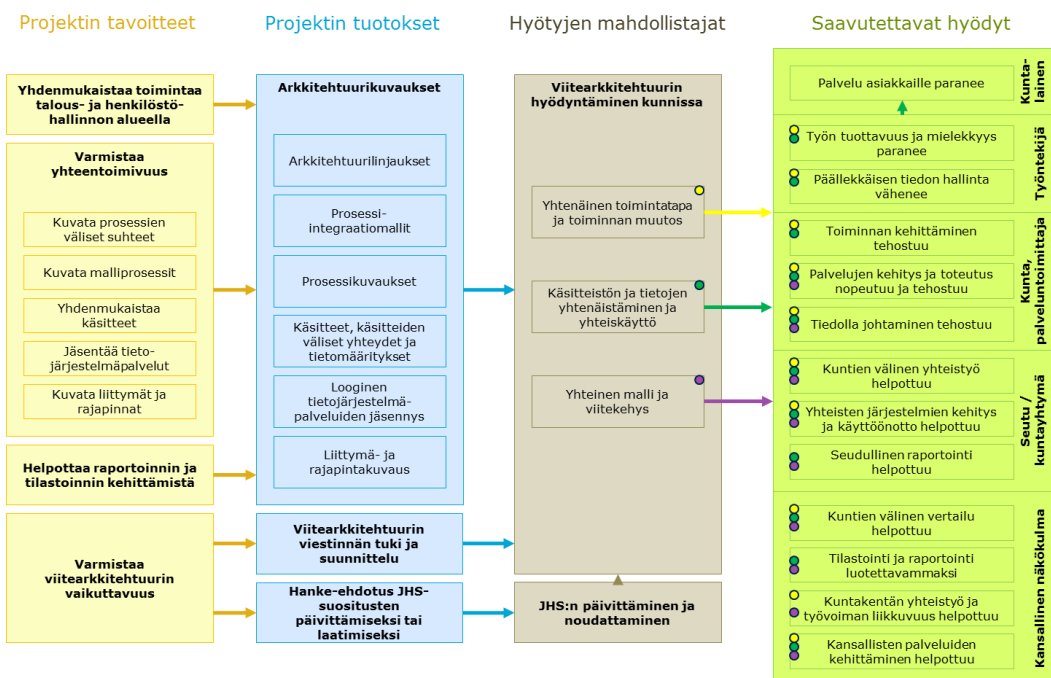 Projektin tavoitteet
Projektin tuotokset
Hyötyjen mahdollistajat
Saavutettavat hyödyt
Yhdenmukaistaa toimintaa
talous- ja henkilöstö-
hallinnon alueella
Varmistaa
yhteentoimivuus
Kuvata prosessien
väliset suhteet
Kuvata malliprosessit
Yhdenmukaistaa
käsitteet
Jäsentää tieto-
järjestelmäpalvelut
Kuvata liittymät ja
rajapinnat
Helpottaa raportoinnin ja
tilastoinnin kehittämistä
Varmistaa
viitearkkitehtuurin
vaikuttavuus
Arkkitehtuurikuvaukset
Arkkitehtuurilinjaukset
Prosessi-
integraatiomallit
Prosessikuvaukset
Käsitteet, käsitteiden
väliset yhteydet ja
tietomääritykset
Looginen
tietojärjestelmä-
palveluiden jäsennys
Liittymä- ja
rajapintakuvaus
Viitearkkitehtuurin
viestinnän tuki ja
suunnittelu
Hanke-ehdotus JHS-
suositusten
päivittämiseksi tai
laatimiseksi
Viitearkkitehtuurin
hyödyntäminen kunnissa
Yhtenäinen toimintatapa
ja toiminnan muutos
Käsitteistön ja tietojen
yhtenäistäminen ja
yhteiskäyttö
Yhteinen malli ja
viitekehys
JHS:n päivittäminen ja
noudattaminen
Palvelu asiakkaille paranee
Kunta-
lainen
Työn tuottavuus ja mielekkyys
paranee
Päällekkäisen tiedon hallinta
vähenee
Työntekijä
Toiminnan kehittäminen
tehostuu
Palvelujen kehitys ja toteutus
nopeutuu ja tehostuu
Tiedolla johtaminen tehostuu
Kunta,
palveluntoimittaja
Kuntien välinen yhteistyö
helpottuu
Yhteisten järjestelmien kehitys
ja käyttöönotto helpottuu
Seudullinen raportointi
helpottuu
Seutu /
kuntayhtymä
Kuntien välinen vertailu
helpottuu
Tilastointi ja raportointi
luotettavammaksi
Kuntakentän yhteistyö ja
työvoiman liikkuvuus helpottuu
Kansallisten palveluiden
kehittäminen helpottuu
Kansallinen näkökulma